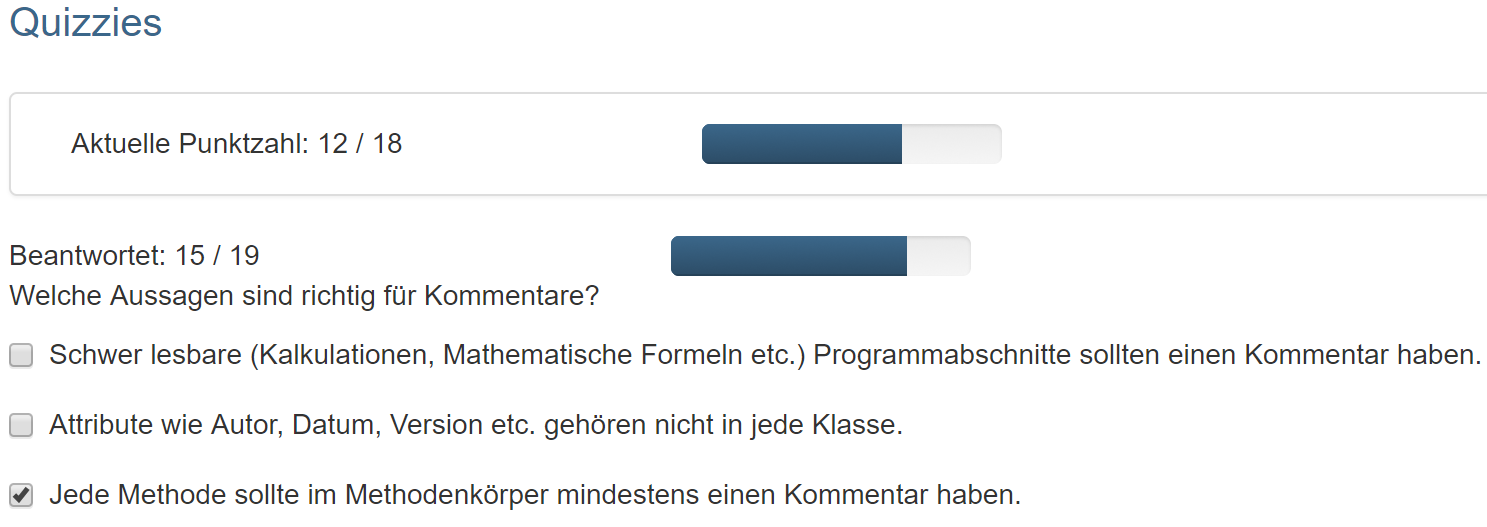 Quizzies
Aktuelle Punktzahl: 12 / 18
Beantwortet: 15 / 19
Welche Aussagen sind richtig für Kommentare?
Schwer lesbare (Kalkulationen, Mathematische Formeln etc.) Programmabschnitte sollten einen Kommentar haben.
Attribute wie Autor, Datum, Version etc. gehören nicht in jede Klasse.
Jede Methode sollte im Methodenkörper mindestens einen Kommentar haben.